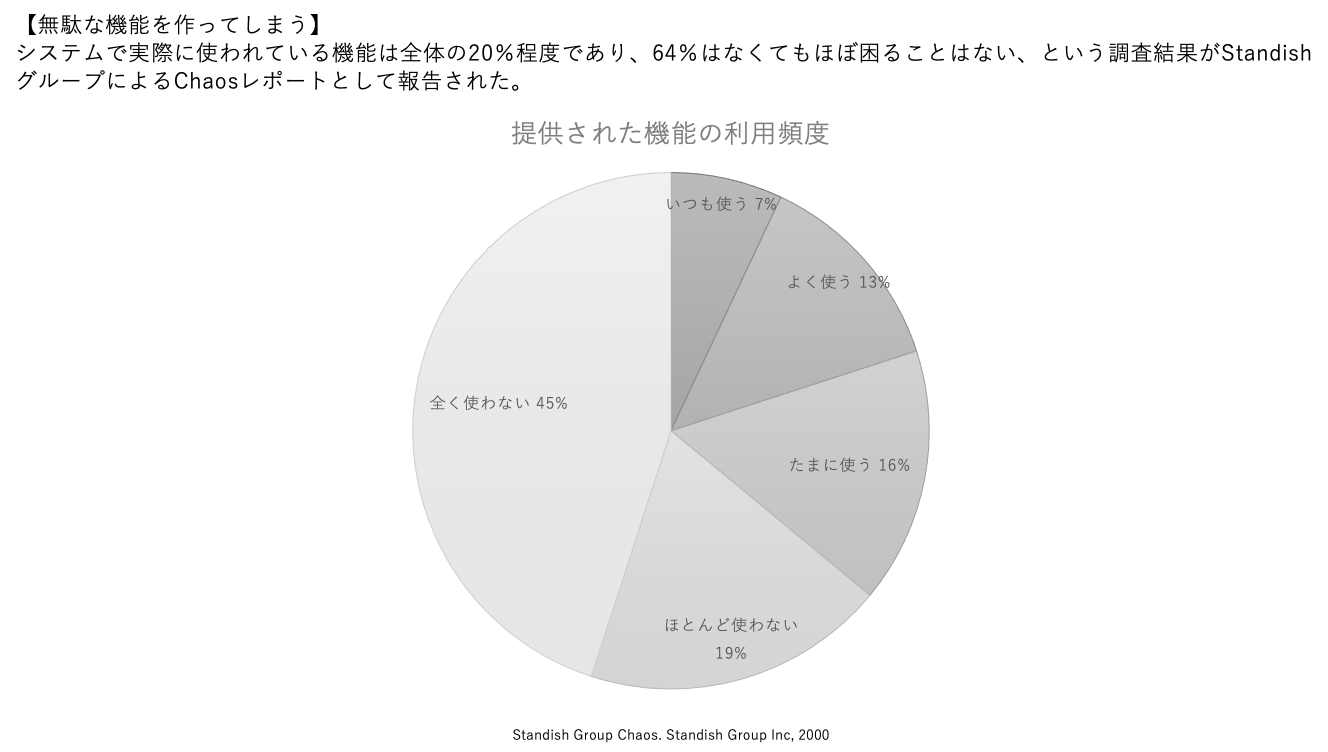 【無駄な機能を作ってしまう】
システムで実際に使われている機能は全体の20%程度であり、64%はなくてもほぼ困ることはない、という調査結果がStandish
グループによるChaosレポートとして報告された。
提供された機能の利用頻度
いつも使う 7%
よく使う 13%
全く使わない 45%
たまに使う 16%
ほとんど使わない
19%
Standish Group Chaos. Standish Group Inc, 2000